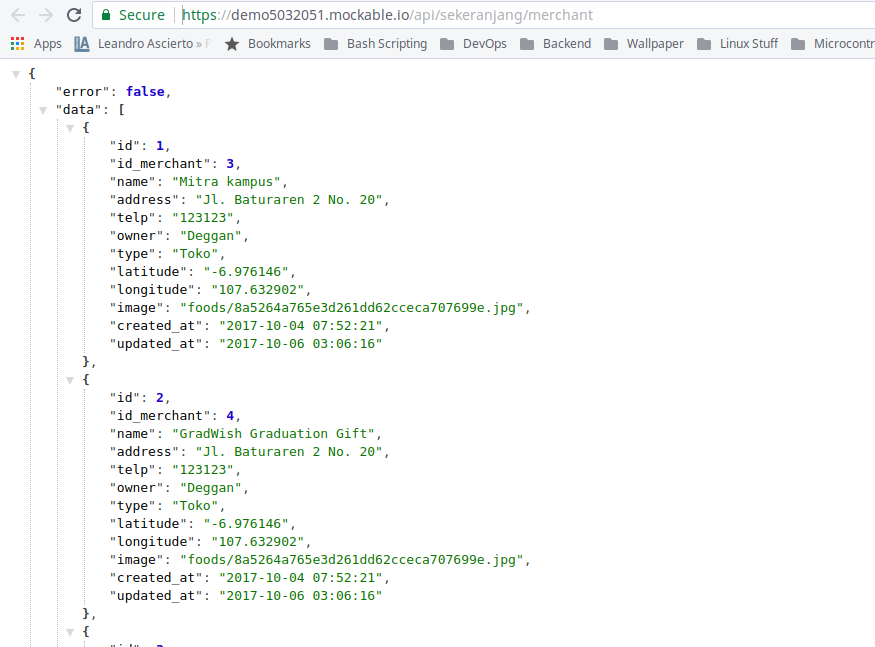 Secure https://demo5032051.mockable.io/api/sekeranjang/merchant
Apps Leandro Ascierto » F Bookmarks Bash Scripting DevOps Backend Wallpaper Linux Stuff Microcontr
{
"error": false,
"data": [
{
"id": 1,
"id_merchant": 3,
"name": "Mitra kampus",
"address": "Jl. Baturaren 2 No. 20",
"telp": "123123",
"owner": "Deggan",
"type": "Toko",
"latitude": "-6.976146",
"longitude": "107.632902",
"image": "foods/8a5264a765e3d261dd62cceca707699e.jpg",
"created_at": "2017-10-04 07:52:21",
"updated_at": "2017-10-06 03:06:16"
},
{
"id": 2,
"id_merchant": 4,
"name": "GradWish Graduation Gift",
"address": "Jl. Baturaren 2 No. 20",
"telp": "123123",
"owner": "Deggan",
"type": "Toko",
"latitude": "-6.976146",
"longitude": "107.632902",
"image": "foods/8a5264a765e3d261dd62cceca707699e.jpg",
"created_at": "2017-10-04 07:52:21",
"updated_at": "2017-10-06 03:06:16"
},
{